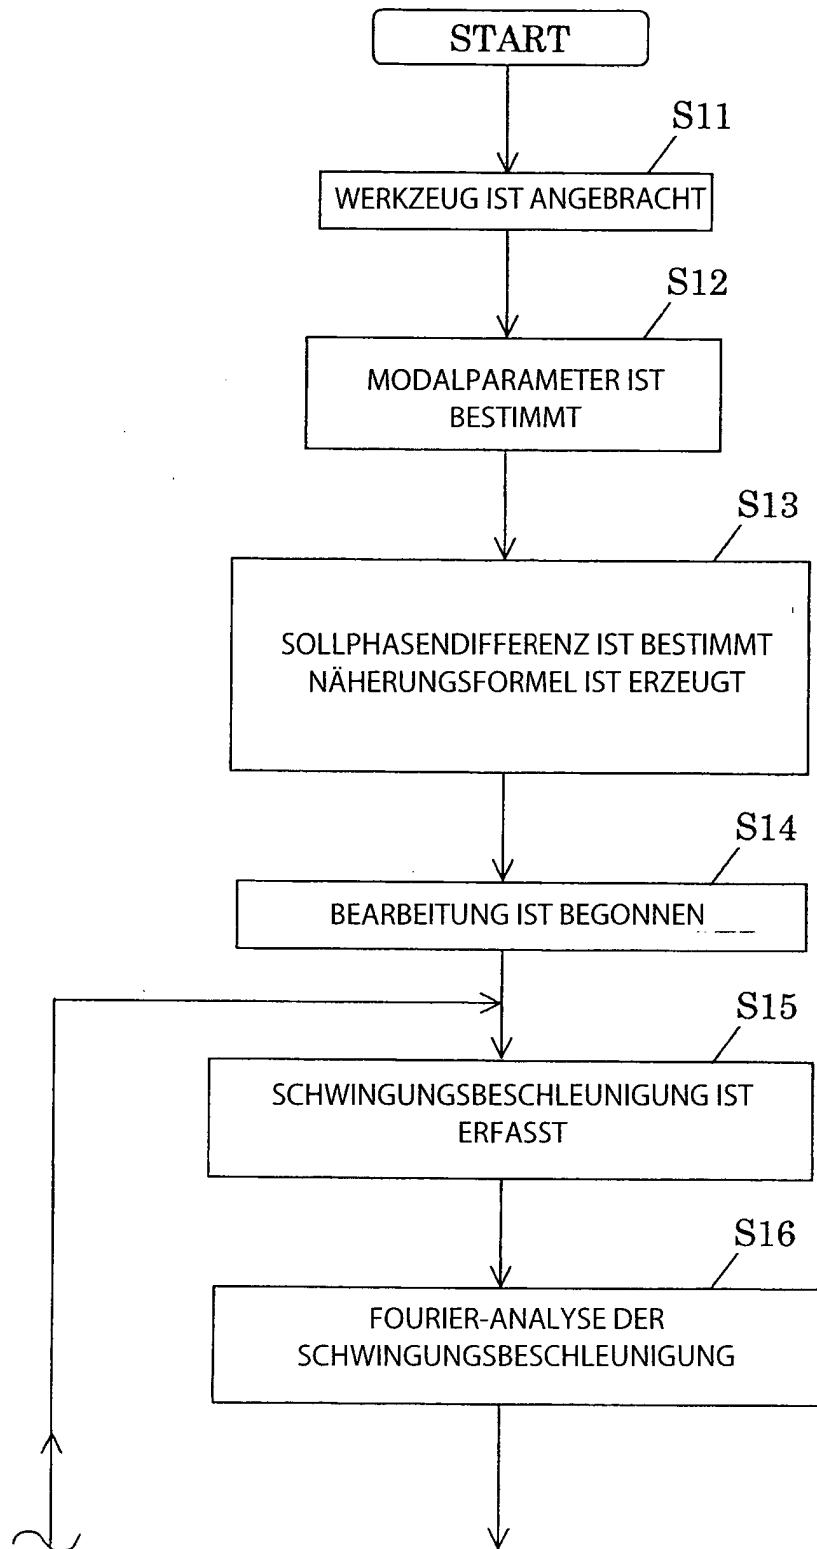 START
S11
WERKZEUG IST ANGEBRACHT
S12
MODALPARAMETER IST
BESTIMMT
S13
SOLLPHASENDIFFERENZ IST BESTIMMT
NÄHERUNGSFORMEL IST ERZEUGT
S14
BEARBEITUNG IST BEGONNEN
S15
SCHWINGUNGSBESCHLEUNIGUNG IST
ERFASST
S16
FOURIER-ANALYSE DER
SCHWINGUNGSBESCHLEUNIGUNG